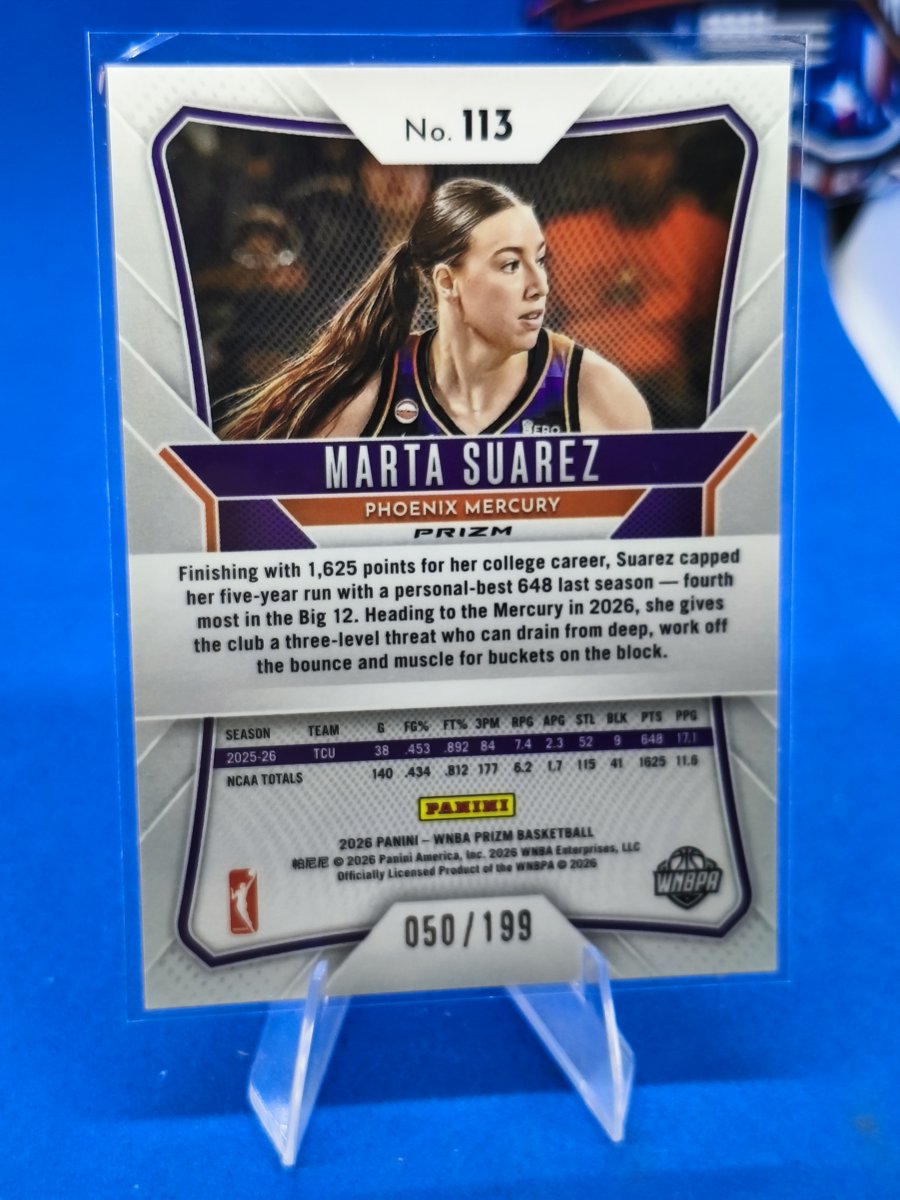 No. 113
MARTA SUAREZ
PHOENIX MERCURY
PRIZM
Finishing with 1,625 points for her college career, Suarez capped
her five-year run with a personal-best 648 last season — fourth
most in the Big 12. Heading to the Mercury in 2026, she gives
the club a three-level threat who can drain from deep, work off
the bounce and muscle for buckets on the block.
SEASON TEAM G FG% FT% 3PM RPG APG STL BLK PTS PPG
2025-26 TCU 38 .453 .892 84 7.4 2.3 52 9 648 17.1
NCAA TOTALS 140 .434 .812 177 6.2 1.7 115 41 1625 11.6
PANINI
2026 PANINI – WNBA PRIZM BASKETBALL
帕尼尼 © 2026 Panini America, Inc. 2026 WNBA Enterprises, LLC
Officially Licensed Product of the WNBPA © 2026
WNBPA
050/199